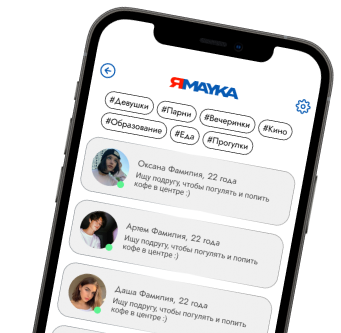 ЯМАУКА
#Девушки #Парни #Вечеринки #Кино
#Образование #Еда #Прогулки
Оксана Фамилия, 22 года
Ищу подругу, чтобы погулять и попить
кофе в центре :)
Артем Фамилия, 22 года
Ищу подругу, чтобы погулять и попить
кофе в центре :)
Даша Фамилия, 22 года
Ищу подругу, чтобы погулять и попить
кофе в центре :)